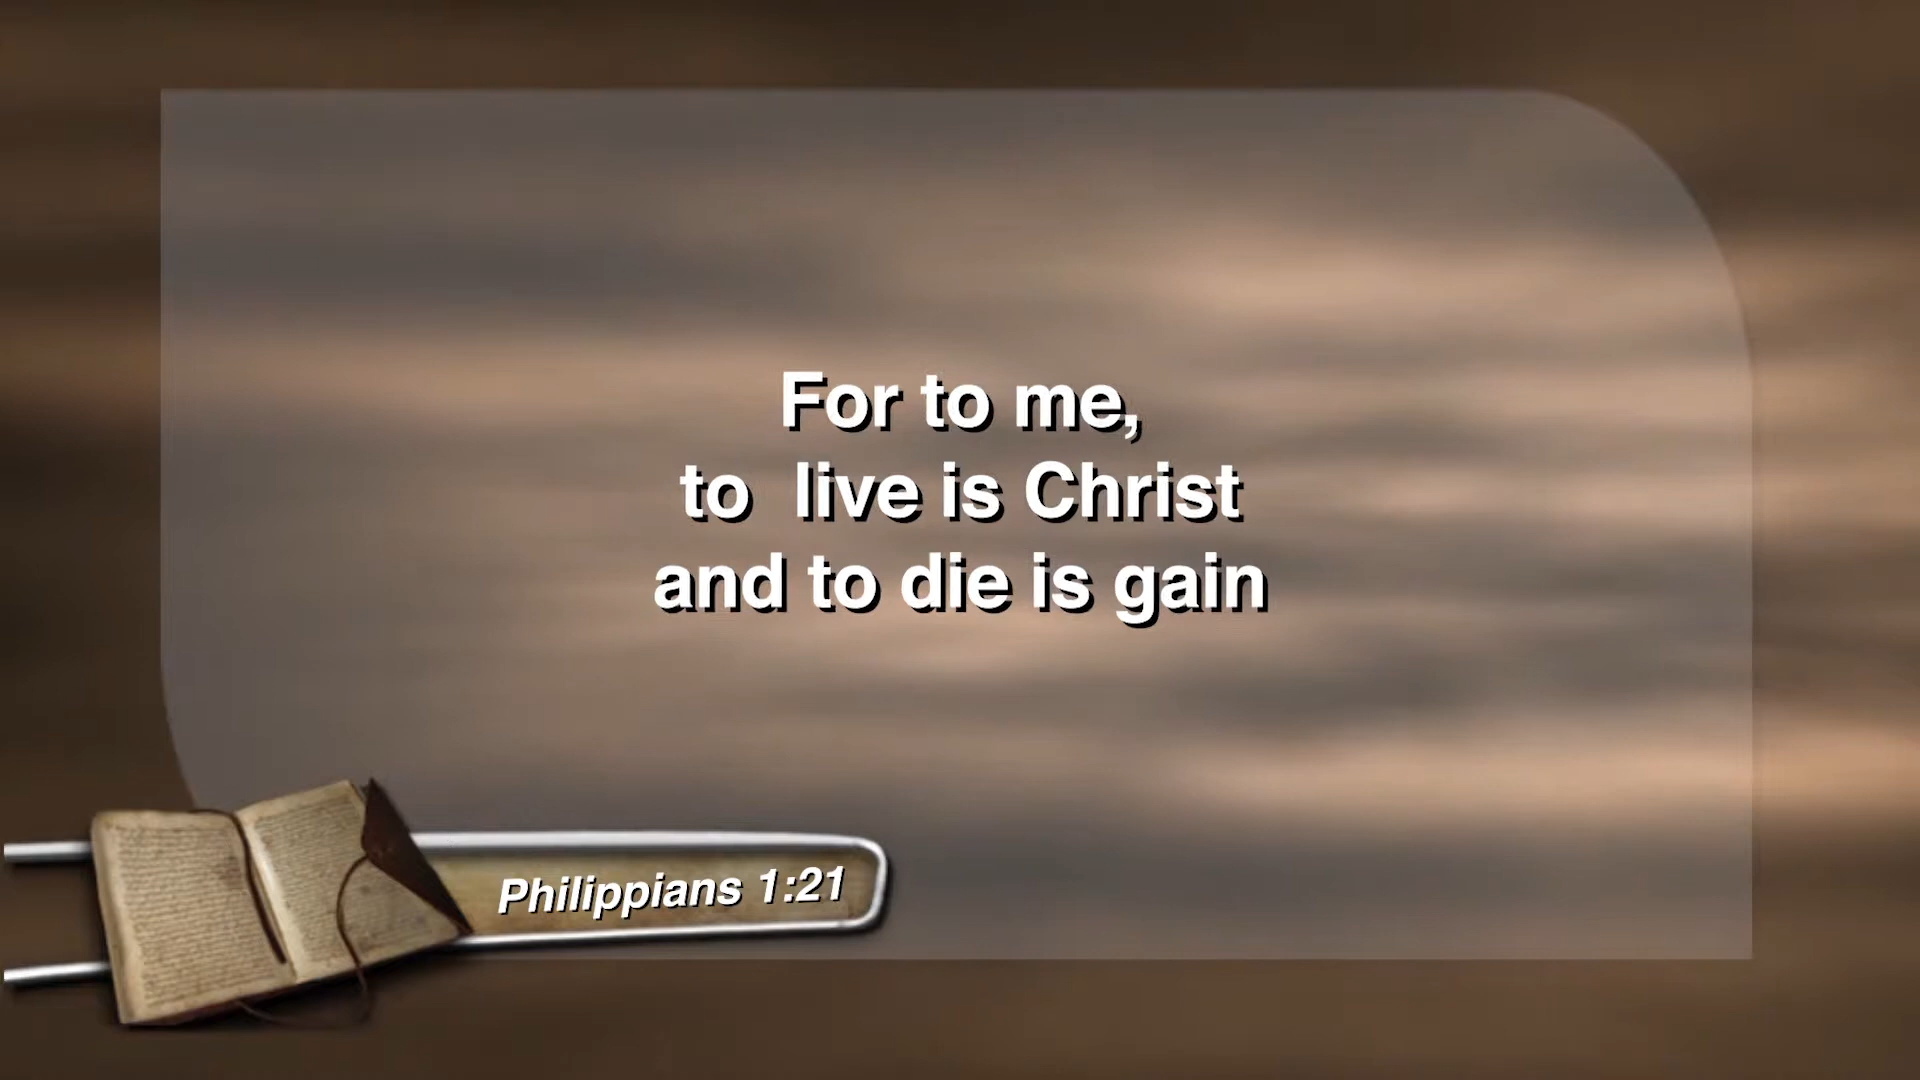 For to me,
to  live is Christ
and to die is gain
Philippians 1:21